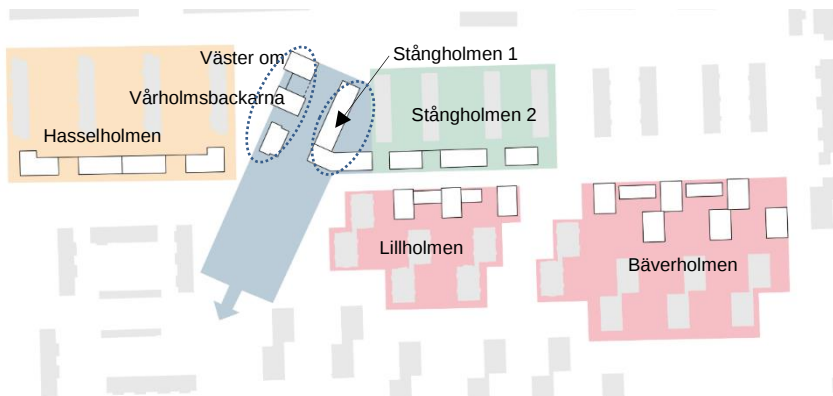 Väster om
Vårholmsbackarna
Stångholmen 1
Hasselholmen
Stångholmen 2
Lillholmen
Bäverholmen